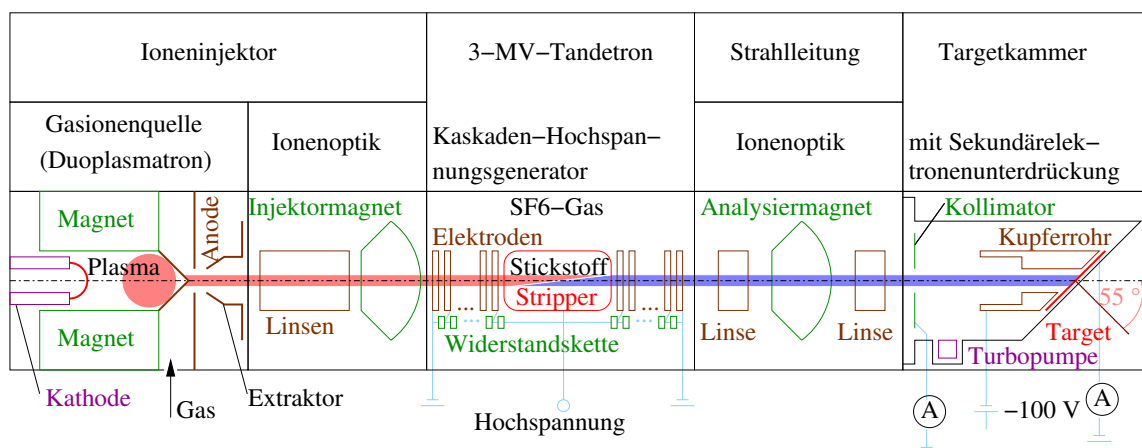 Ioneninjektor
3−MV−Tandetron
Strahlleitung
Targetkammer
Gasionenquelle
(Duoplasmatron)
Ionenoptik
Kaskaden−Hochspan−
nungsgenerator
Ionenoptik
mit Sekundärelek−
tronenunterdrückung
Magnet
Anode
Injektormagnet
SF6−Gas
Analysiermagnet
Kollimator
Elektroden
Kupferrohr
Plasma
Stickstoff
Stripper
55 °
...
...
Magnet
Linsen
...
...
Linse
Linse
Target
Widerstandskette
Turbopumpe
Kathode
Gas
Extraktor
Hochspannung
A
−100 V
A